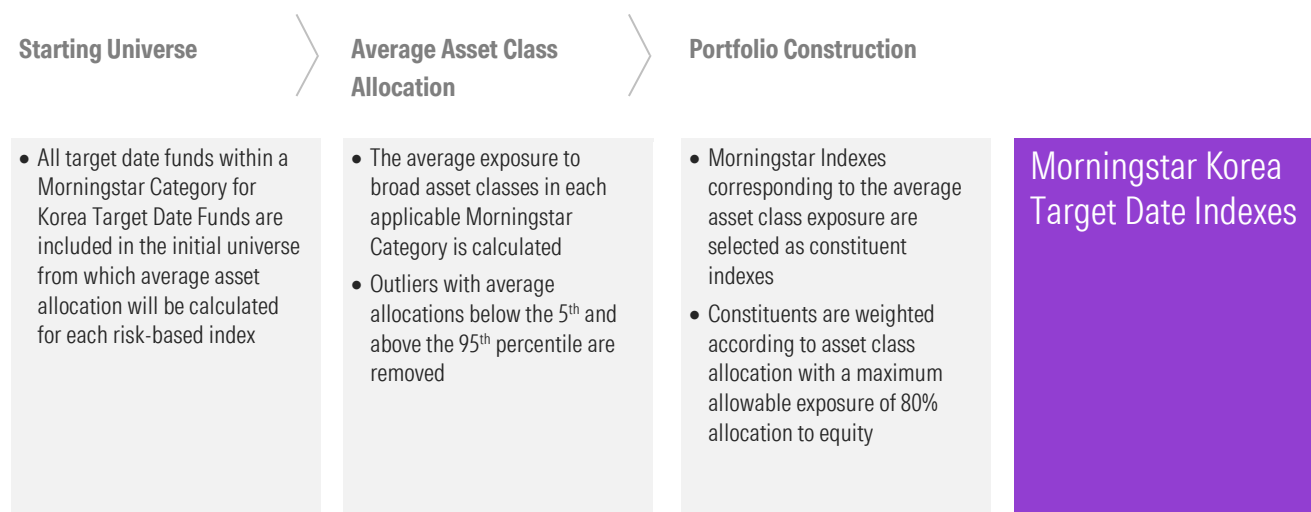 Starting Universe
Average Asset Class
Allocation
Portfolio Construction
• All target date funds within a
Morningstar Category for
Korea Target Date Funds are
included in the initial universe
from which average asset
allocation will be calculated
for each risk-based index
• The average exposure to
broad asset classes in each
applicable Morningstar
Category is calculated
• Outliers with average
allocations below the 5th and
above the 95th percentile are
removed
• Morningstar Indexes
corresponding to the average
asset class exposure are
selected as constituent
indexes
• Constituents are weighted
according to asset class
allocation with a maximum
allowable exposure of 80%
allocation to equity
Morningstar Korea
Target Date Indexes